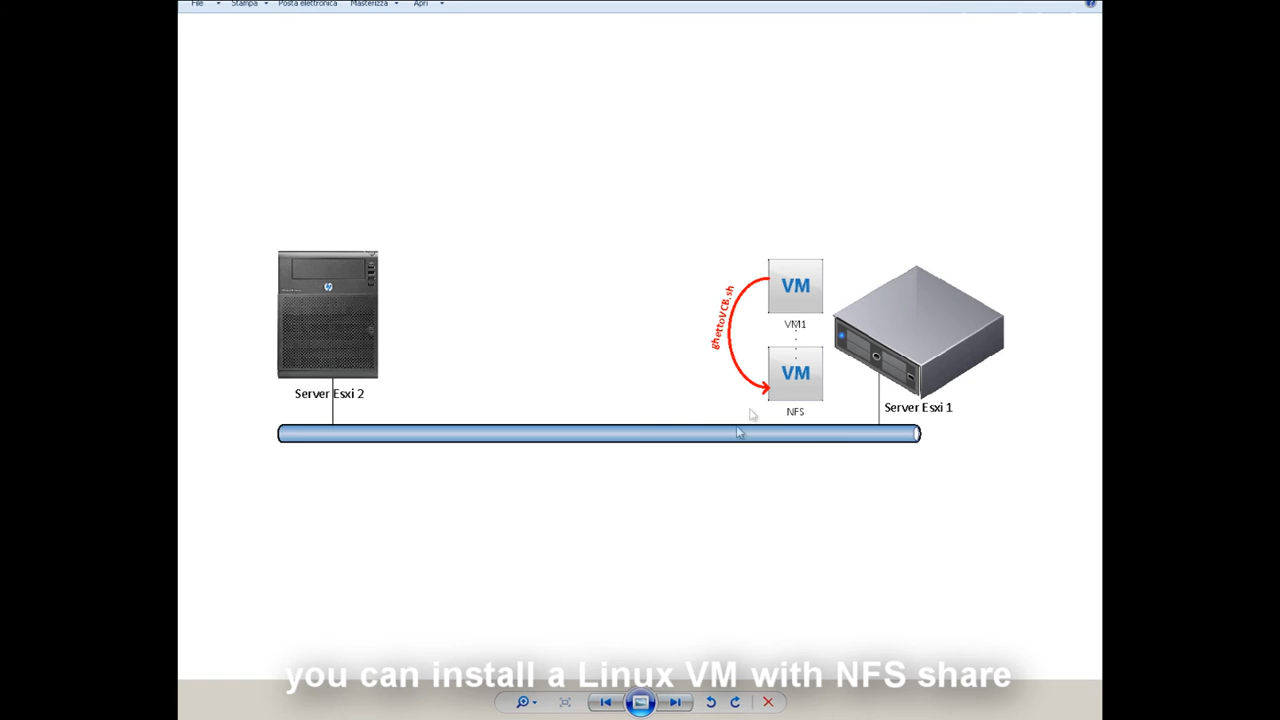 File Stampa Posta elettronica Masterizza Apri
VM
ghettoVCB.sh
VM1
VM
NFS
hp
Server Esxi 2
Server Esxi 1
you can install a Linux VM with NFS share